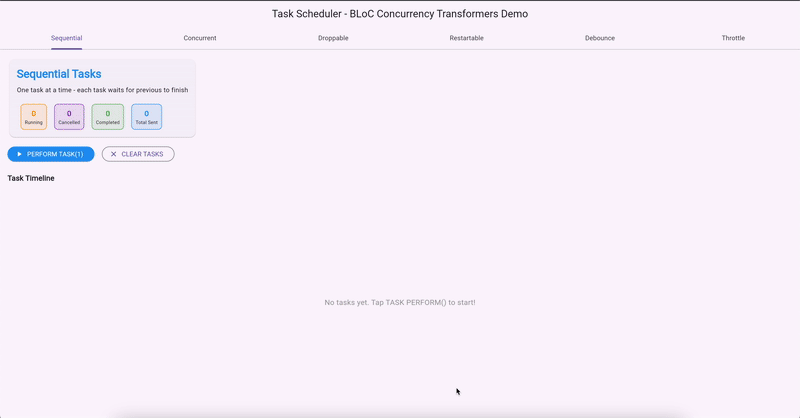 Task Scheduler - BLoC Concurrency Transformers Demo
Sequential Concurrent Droppable Restartable Debounce Throttle
Sequential Tasks
One task at a time - each task waits for previous to finish
0 0 0 0
Running Cancelled Completed Total Sent
PERFORM TASK(1) CLEAR TASKS
Task Timeline
No tasks yet. Tap TASK PERFORM() to start!